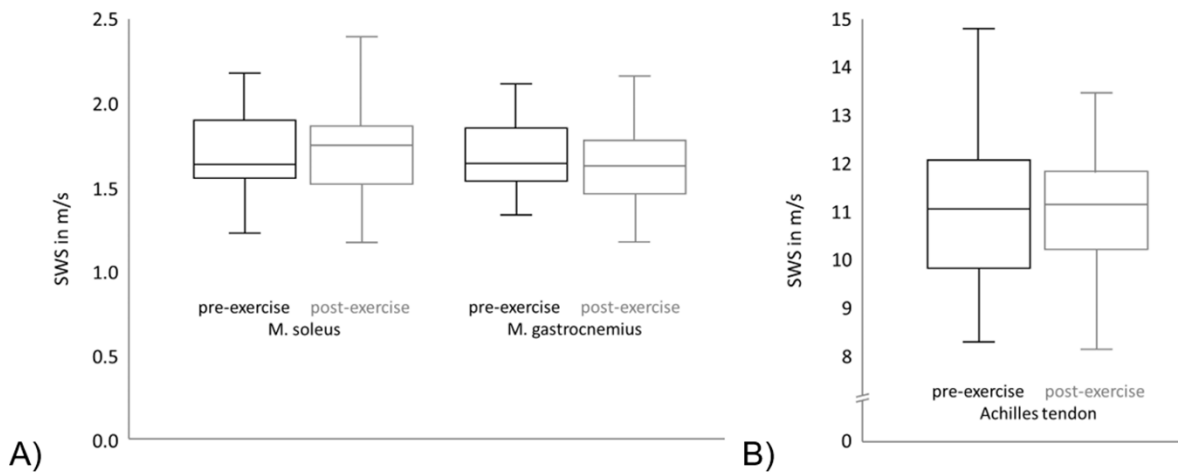 2.5
2.0
1.5
1.0
0.5
0.0
SWS in m/s
pre-exercise post-exercise
M. soleus
pre-exercise post-exercise
M. gastrocnemius
A)
15
14
13
12
11
10
9
8
0
SWS in m/s
pre-exercise post-exercise
Achilles tendon
B)